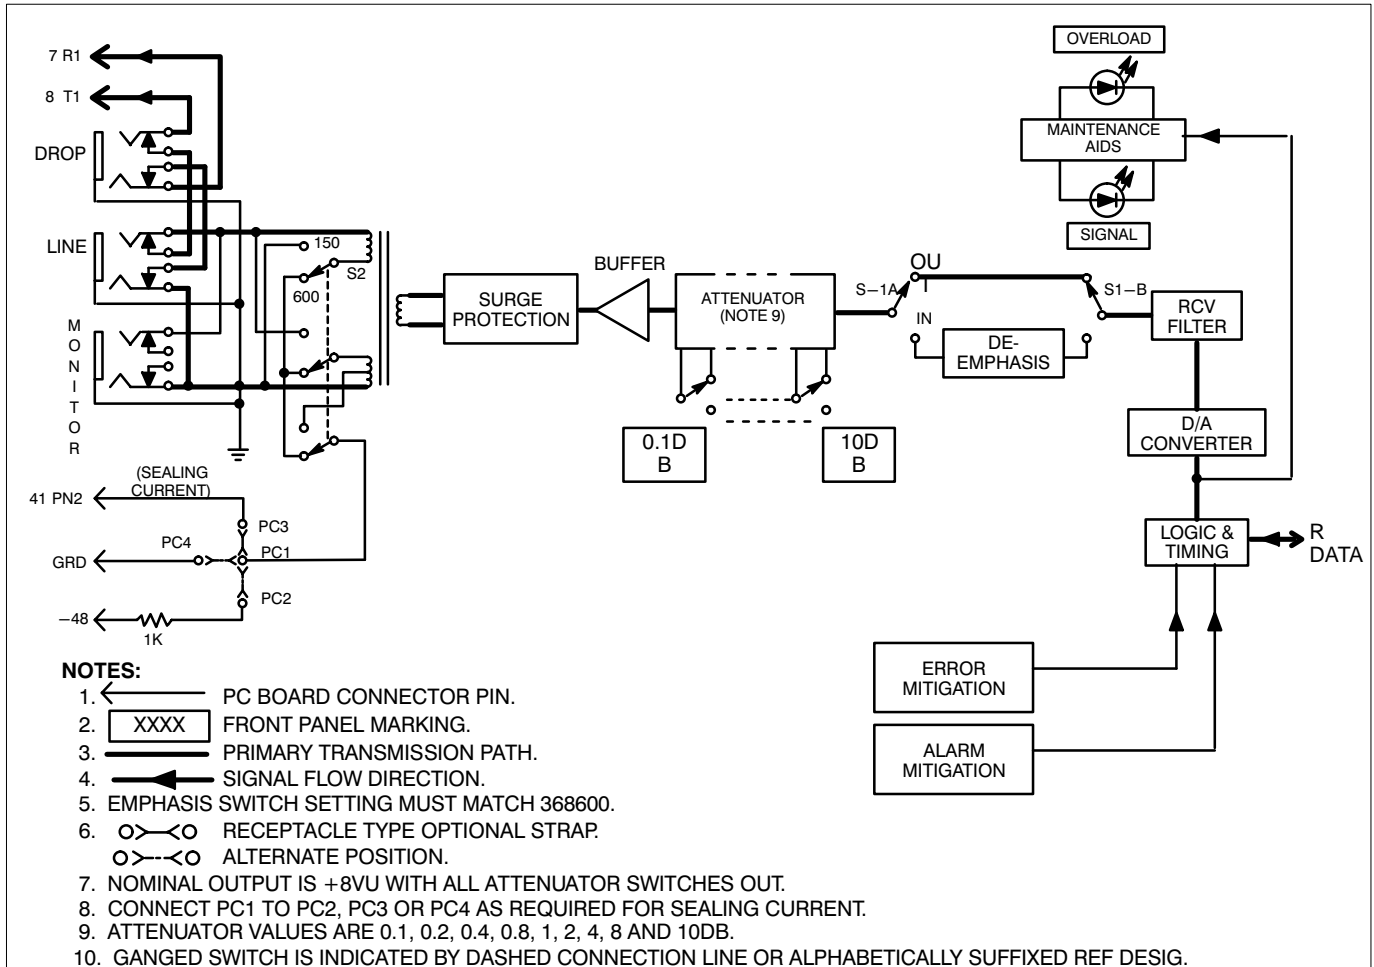 7 R1
8 T1
DROP
LINE
MONITOR
150
S2
600
SURGE
PROTECTION
BUFFER
ATTENUATOR
(NOTE 9)
0.1D
B
10D
B
S–1A
OU
T
IN
DE-
EMPHASIS
S1–B
OVERLOAD
MAINTENANCE
AIDS
SIGNAL
RCV
FILTER
D/A
CONVERTER
LOGIC &
TIMING
R
DATA
ERROR
MITIGATION
ALARM
MITIGATION
(SEALING
CURRENT)
41 PN2
PC3
PC4
PC1
GRD
PC2
–48
1K
NOTES:
1. PC BOARD CONNECTOR PIN.
2. XXXX FRONT PANEL MARKING.
3. PRIMARY TRANSMISSION PATH.
4. SIGNAL FLOW DIRECTION.
5. EMPHASIS SWITCH SETTING MUST MATCH 368600.
6. RECEPTACLE TYPE OPTIONAL STRAP.
ALTERNATE POSITION.
7. NOMINAL OUTPUT IS +8VU WITH ALL ATTENUATOR SWITCHES OUT.
8. CONNECT PC1 TO PC2, PC3 OR PC4 AS REQUIRED FOR SEALING CURRENT.
9. ATTENUATOR VALUES ARE 0.1, 0.2, 0.4, 0.8, 1, 2, 4, 8 AND 10DB.
10. GANGED SWITCH IS INDICATED BY DASHED CONNECTION LINE OR ALPHABETICALLY SUFFIXED REF DESIG.